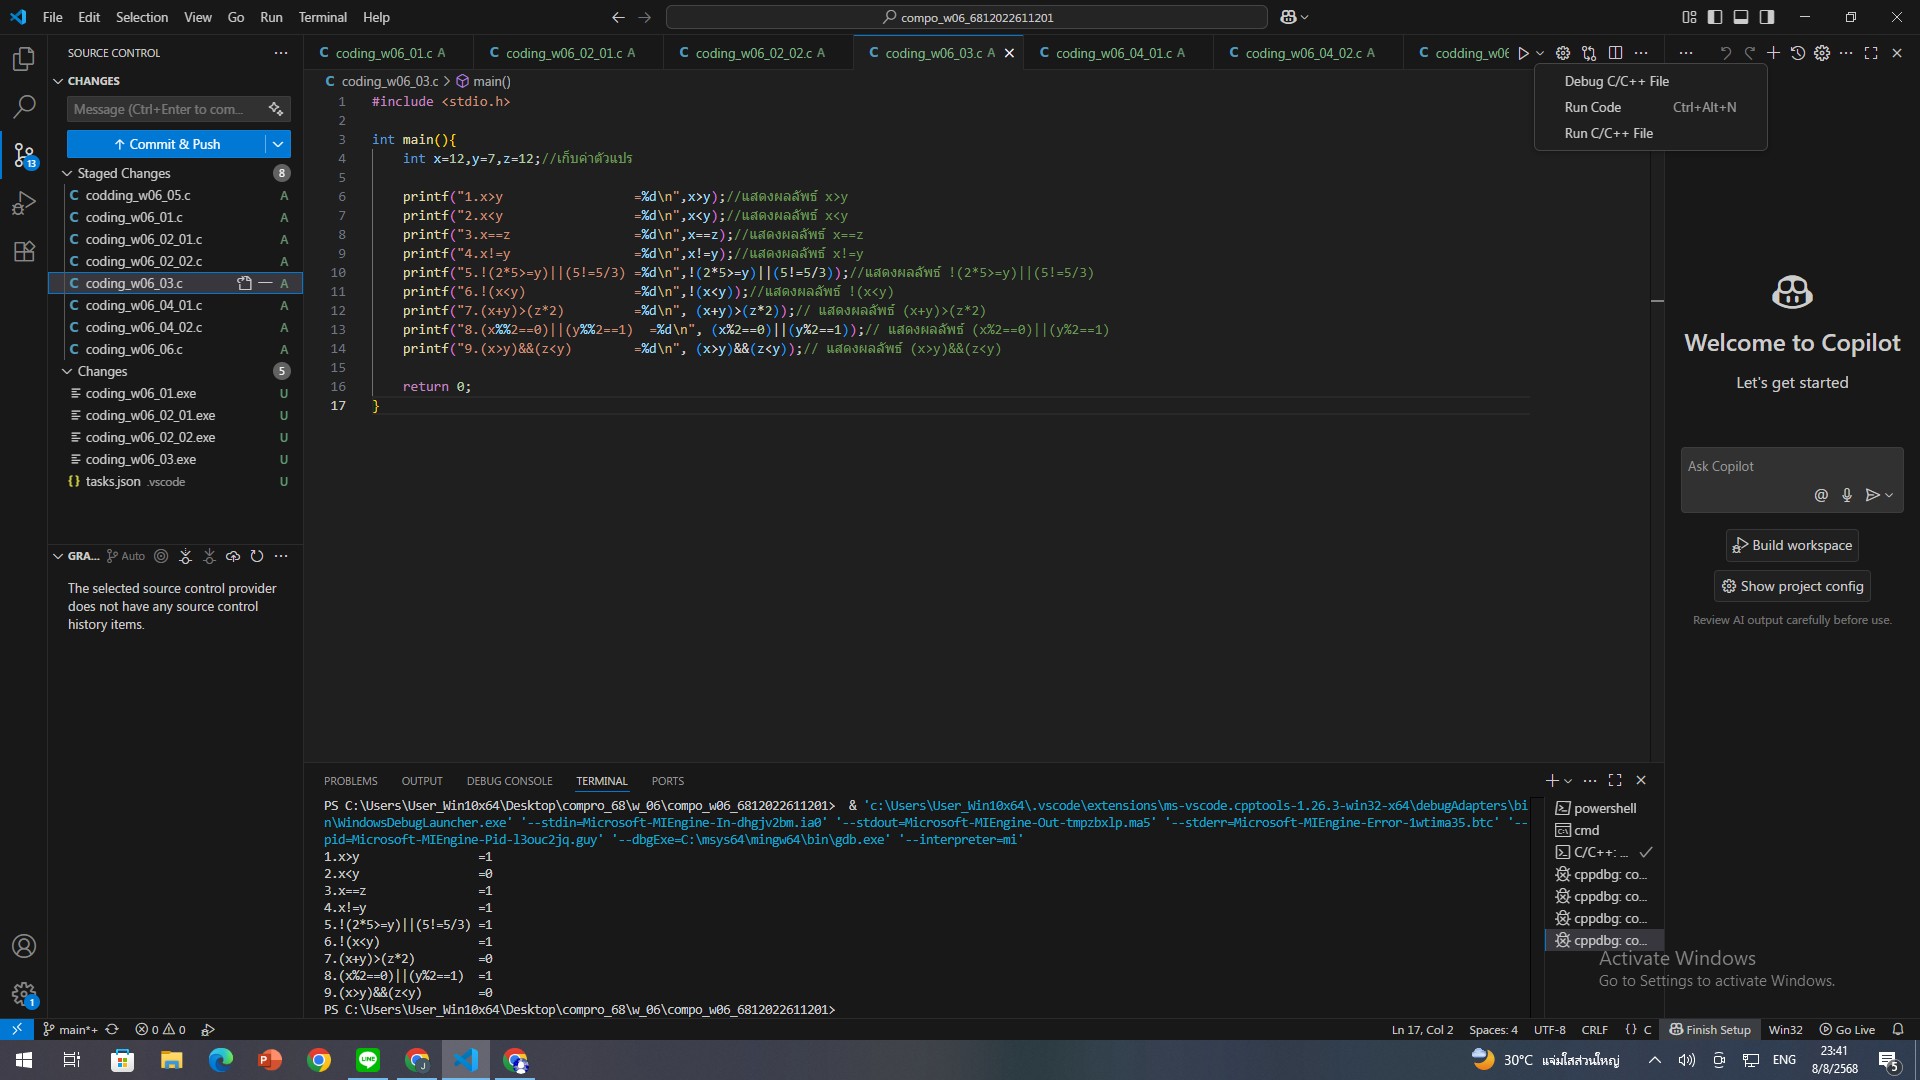 File Edit Selection View Go Run Terminal Help
compo_w06_6812022611201
SOURCE CONTROL
CHANGES
Message (Ctrl+Enter to com...
Commit & Push
Staged Changes 8
codding_w06_05.c A
coding_w06_01.c A
coding_w06_02_01.c A
coding_w06_02_02.c A
coding_w06_03.c A
coding_w06_04_01.c A
coding_w06_04_02.c A
coding_w06_06.c A
Changes 5
coding_w06_01.exe U
coding_w06_02_01.exe U
coding_w06_02_02.exe U
coding_w06_03.exe U
tasks.json .vscode U
13
GRA... Auto
The selected source control provider
does not have any source control
history items.
1
coding_w06_01.c A coding_w06_02_01.c A coding_w06_02_02.c A coding_w06_03.c A coding_w06_04_01.c A coding_w06_04_02.c A codding_w06
coding_w06_03.c > main()
Debug C/C++ File
Run Code Ctrl+Alt+N
Run C/C++ File
1 #include <stdio.h>
2
3 int main(){
4 int x=12,y=7,z=12;//เก็บค่าตัวแปร
5
6 printf("1.x>y =%d\n",x>y);//แสดงผลลัพธ์ x>y
7 printf("2.x<y =%d\n",x<y);//แสดงผลลัพธ์ x<y
8 printf("3.x==z =%d\n",x==z);//แสดงผลลัพธ์ x==z
9 printf("4.x!=y =%d\n",x!=y);//แสดงผลลัพธ์ x!=y
10 printf("5.!(2*5>=y)||(5!=5/3) =%d\n",!(2*5>=y)||(5!=5/3));//แสดงผลลัพธ์ !(2*5>=y)||(5!=5/3)
11 printf("6.!(x<y) =%d\n",!(x<y));//แสดงผลลัพธ์ !(x<y)
12 printf("7.(x+y)>(z*2) =%d\n", (x+y)>(z*2));// แสดงผลลัพธ์ (x+y)>(z*2)
13 printf("8.(x%%2==0)||(y%%2==1) =%d\n", (x%2==0)||(y%2==1));// แสดงผลลัพธ์ (x%2==0)||(y%2==1)
14 printf("9.(x>y)&&(z<y) =%d\n", (x>y)&&(z<y));// แสดงผลลัพธ์ (x>y)&&(z<y)
15
16 return 0;
17 }
PROBLEMS OUTPUT DEBUG CONSOLE TERMINAL PORTS
PS C:\Users\User_Win10x64\Desktop\compro_68\w_06\compo_w06_6812022611201> & 'c:\Users\User_Win10x64\.vscode\extensions\ms-vscode.cpptools-1.26.3-win32-x64\debugAdapters\bi
n\WindowsDebugLauncher.exe' '--stdin=Microsoft-MIEngine-In-dhgjv2bm.ia0' '--stdout=Microsoft-MIEngine-Out-tmpzbxlp.ma5' '--stderr=Microsoft-MIEngine-Error-1wtima35.btc' '--
pid=Microsoft-MIEngine-Pid-l3ouc2jq.guy' '--dbgExe=C:\msys64\mingw64\bin\gdb.exe' '--interpreter=mi'
1.x>y =1
2.x<y =0
3.x==z =1
4.x!=y =1
5.!(2*5>=y)||(5!=5/3) =1
6.!(x<y) =1
7.(x+y)>(z*2) =0
8.(x%2==0)||(y%2==1) =1
9.(x>y)&&(z<y) =0
PS C:\Users\User_Win10x64\Desktop\compro_68\w_06\compo_w06_6812022611201>
powershell
cmd
C/C++: ...
cppdbg: co...
cppdbg: co...
cppdbg: co...
cppdbg: co...
Welcome to Copilot
Let's get started
Ask Copilot
Build workspace
Show project config
Review AI output carefully before use.
Activate Windows
Go to Settings to activate Windows.
main*+ 0 0 Ln 17, Col 2 Spaces: 4 UTF-8 CRLF {} C Finish Setup Win32 Go Live
30°C แจ่มใสส่วนใหญ่ ENG 23:41
8/8/2568 5